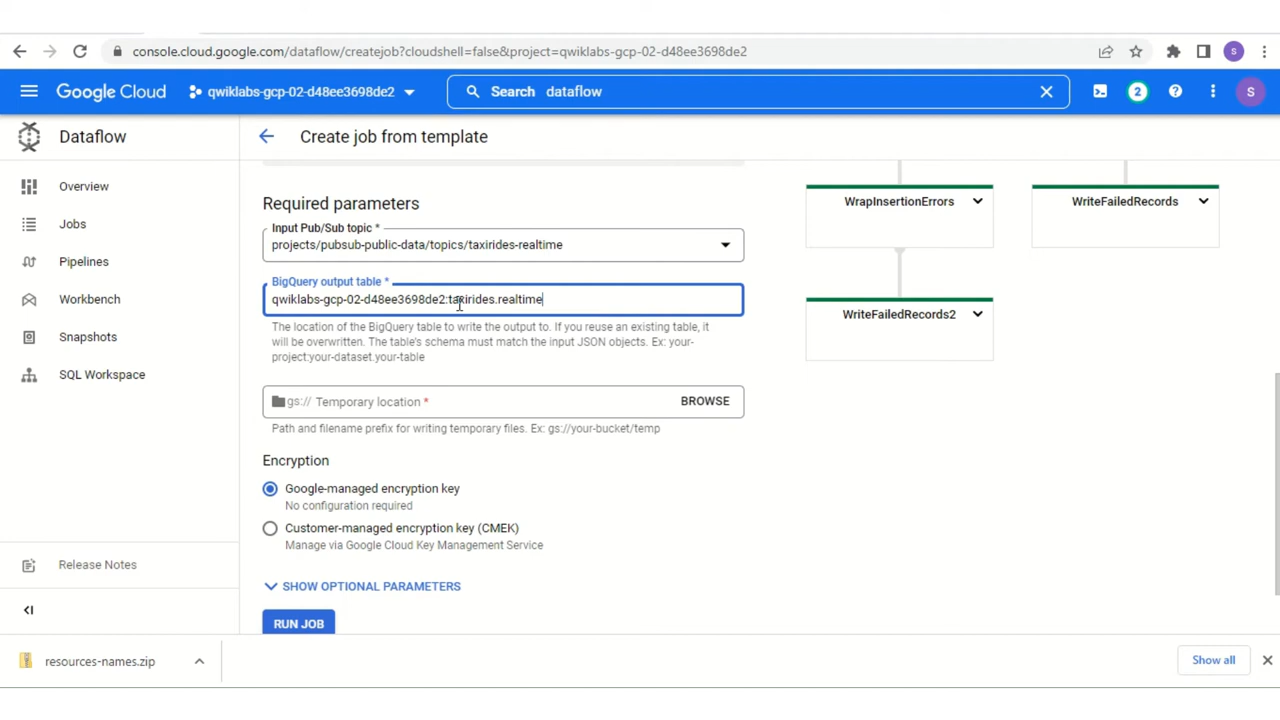 console.cloud.google.com/dataflow/createjob?cloudshell=false&project=qwiklabs-gcp-02-d48ee3698de2
S
Google Cloud
qwiklabs-gcp-02-d48ee3698de2
Search dataflow
2
S
Dataflow
Create job from template
Overview
Jobs
Pipelines
Workbench
Snapshots
SQL Workspace
Release Notes
Required parameters
Input Pub/Sub topic *
projects/pubsub-public-data/topics/taxirides-realtime
BigQuery output table *
qwiklabs-gcp-02-d48ee3698de2:taxirides.realtime
The location of the BigQuery table to write the output to. If you reuse an existing table, it
will be overwritten. The table's schema must match the input JSON objects. Ex: your-
project:your-dataset.your-table
gs:// Temporary location *
BROWSE
Path and filename prefix for writing temporary files. Ex: gs://your-bucket/temp
Encryption
Google-managed encryption key
No configuration required
Customer-managed encryption key (CMEK)
Manage via Google Cloud Key Management Service
SHOW OPTIONAL PARAMETERS
RUN JOB
WrapInsertionErrors
WriteFailedRecords
WriteFailedRecords2
resources-names.zip
Show all